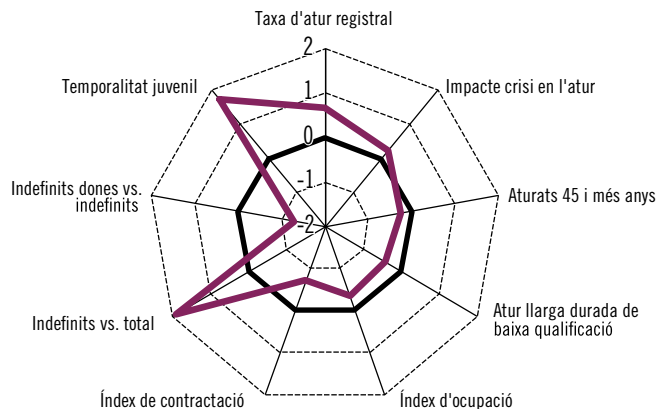 Taxa d'atur registral
2
Temporalitat juvenil
Impacte crisi en l'atur
1
0
Indefinits dones vs.
indefinits
Aturats 45 i més anys
-1
-2
Indefinits vs. total
Atur llarga durada de
baixa qualificació
Índex de contractació
Índex d'ocupació